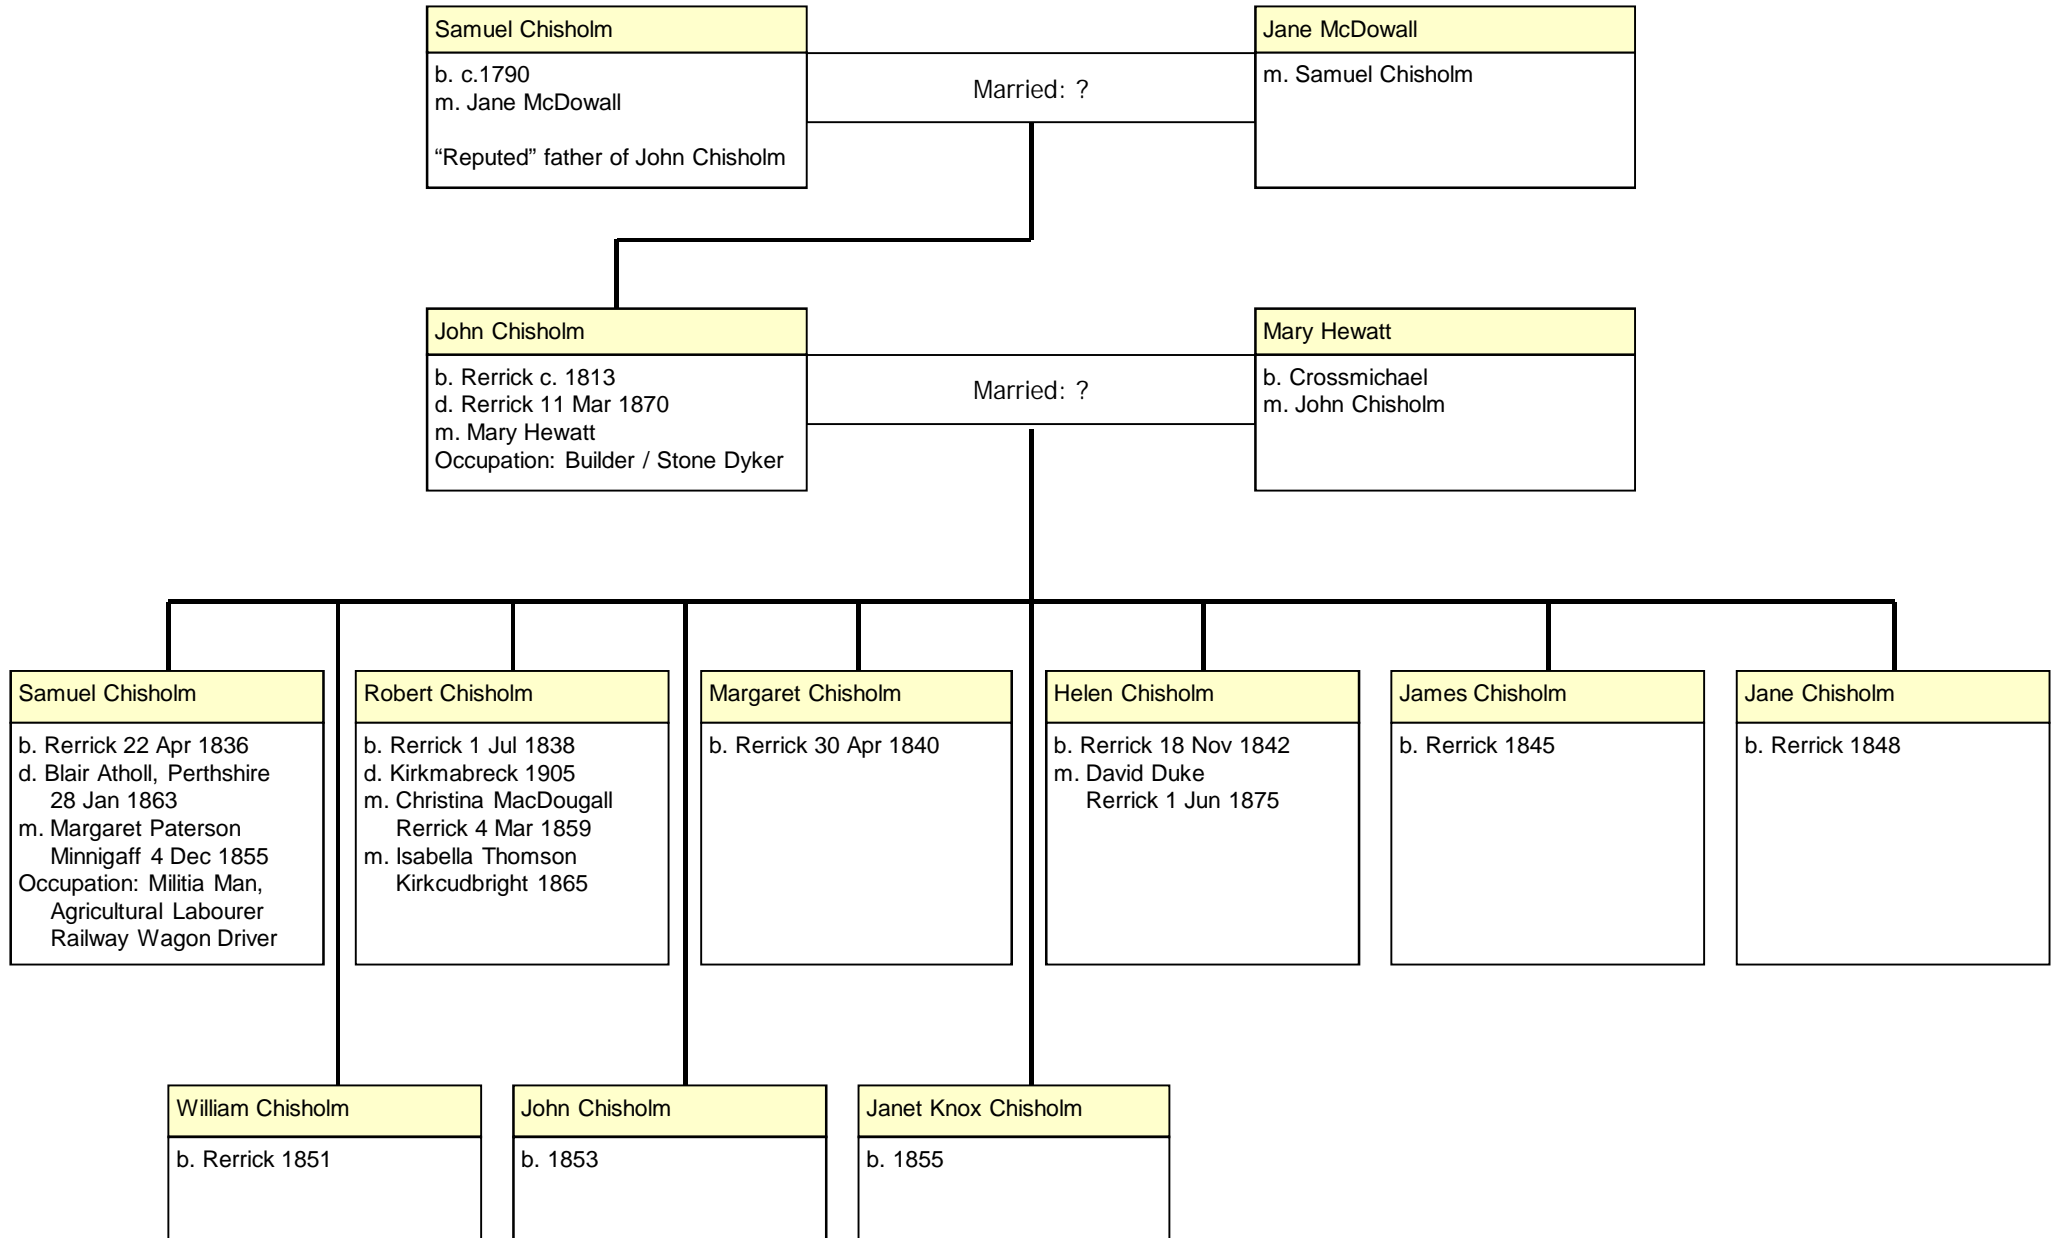 Samuel Chisholm
b. c.1790
m. Jane McDowall
“Reputed” father of John Chisholm
Married: ?
Jane McDowall
m. Samuel Chisholm
John Chisholm
b. Rerrick c. 1813
d. Rerrick 11 Mar 1870
m. Mary Hewatt
Occupation: Builder / Stone Dyker
Married: ?
Mary Hewatt
b. Crossmichael
m. John Chisholm
Samuel Chisholm
b. Rerrick 22 Apr 1836
d. Blair Atholl, Perthshire
28 Jan 1863
m. Margaret Paterson
Minnigaff 4 Dec 1855
Occupation: Militia Man,
Agricultural Labourer
Railway Wagon Driver
Robert Chisholm
b. Rerrick 1 Jul 1838
d. Kirkmabreck 1905
m. Christina MacDougall
Rerrick 4 Mar 1859
m. Isabella Thomson
Kirkcudbright 1865
Margaret Chisholm
b. Rerrick 30 Apr 1840
Helen Chisholm
b. Rerrick 18 Nov 1842
m. David Duke
Rerrick 1 Jun 1875
James Chisholm
b. Rerrick 1845
Jane Chisholm
b. Rerrick 1848
William Chisholm
b. Rerrick 1851
John Chisholm
b. 1853
Janet Knox Chisholm
b. 1855